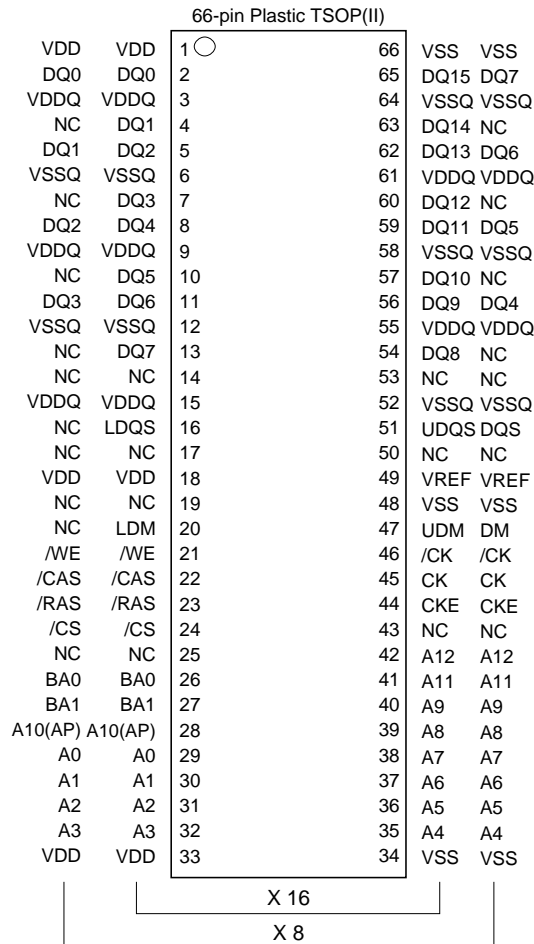 66-pin Plastic TSOP(II)
VDD VDD 1 66 VSS VSS
DQ0 DQ0 2 65 DQ15 DQ7
VDDQ VDDQ 3 64 VSSQ VSSQ
NC DQ1 4 63 DQ14 NC
DQ1 DQ2 5 62 DQ13 DQ6
VSSQ VSSQ 6 61 VDDQ VDDQ
NC DQ3 7 60 DQ12 NC
DQ2 DQ4 8 59 DQ11 DQ5
VDDQ VDDQ 9 58 VSSQ VSSQ
NC DQ5 10 57 DQ10 NC
DQ3 DQ6 11 56 DQ9 DQ4
VSSQ VSSQ 12 55 VDDQ VDDQ
NC DQ7 13 54 DQ8 NC
NC NC 14 53 NC NC
VDDQ VDDQ 15 52 VSSQ VSSQ
NC LDQS 16 51 UDQS DQS
NC NC 17 50 NC NC
VDD VDD 18 49 VREF VREF
NC NC 19 48 VSS VSS
NC LDM 20 47 UDM DM
/WE /WE 21 46 /CK /CK
/CAS /CAS 22 45 CK CK
/RAS /RAS 23 44 CKE CKE
/CS /CS 24 43 NC NC
NC NC 25 42 A12 A12
BA0 BA0 26 41 A11 A11
BA1 BA1 27 40 A9 A9
A10(AP) A10(AP) 28 39 A8 A8
A0 A0 29 38 A7 A7
A1 A1 30 37 A6 A6
A2 A2 31 36 A5 A5
A3 A3 32 35 A4 A4
VDD VDD 33 34 VSS VSS
X 16
X 8